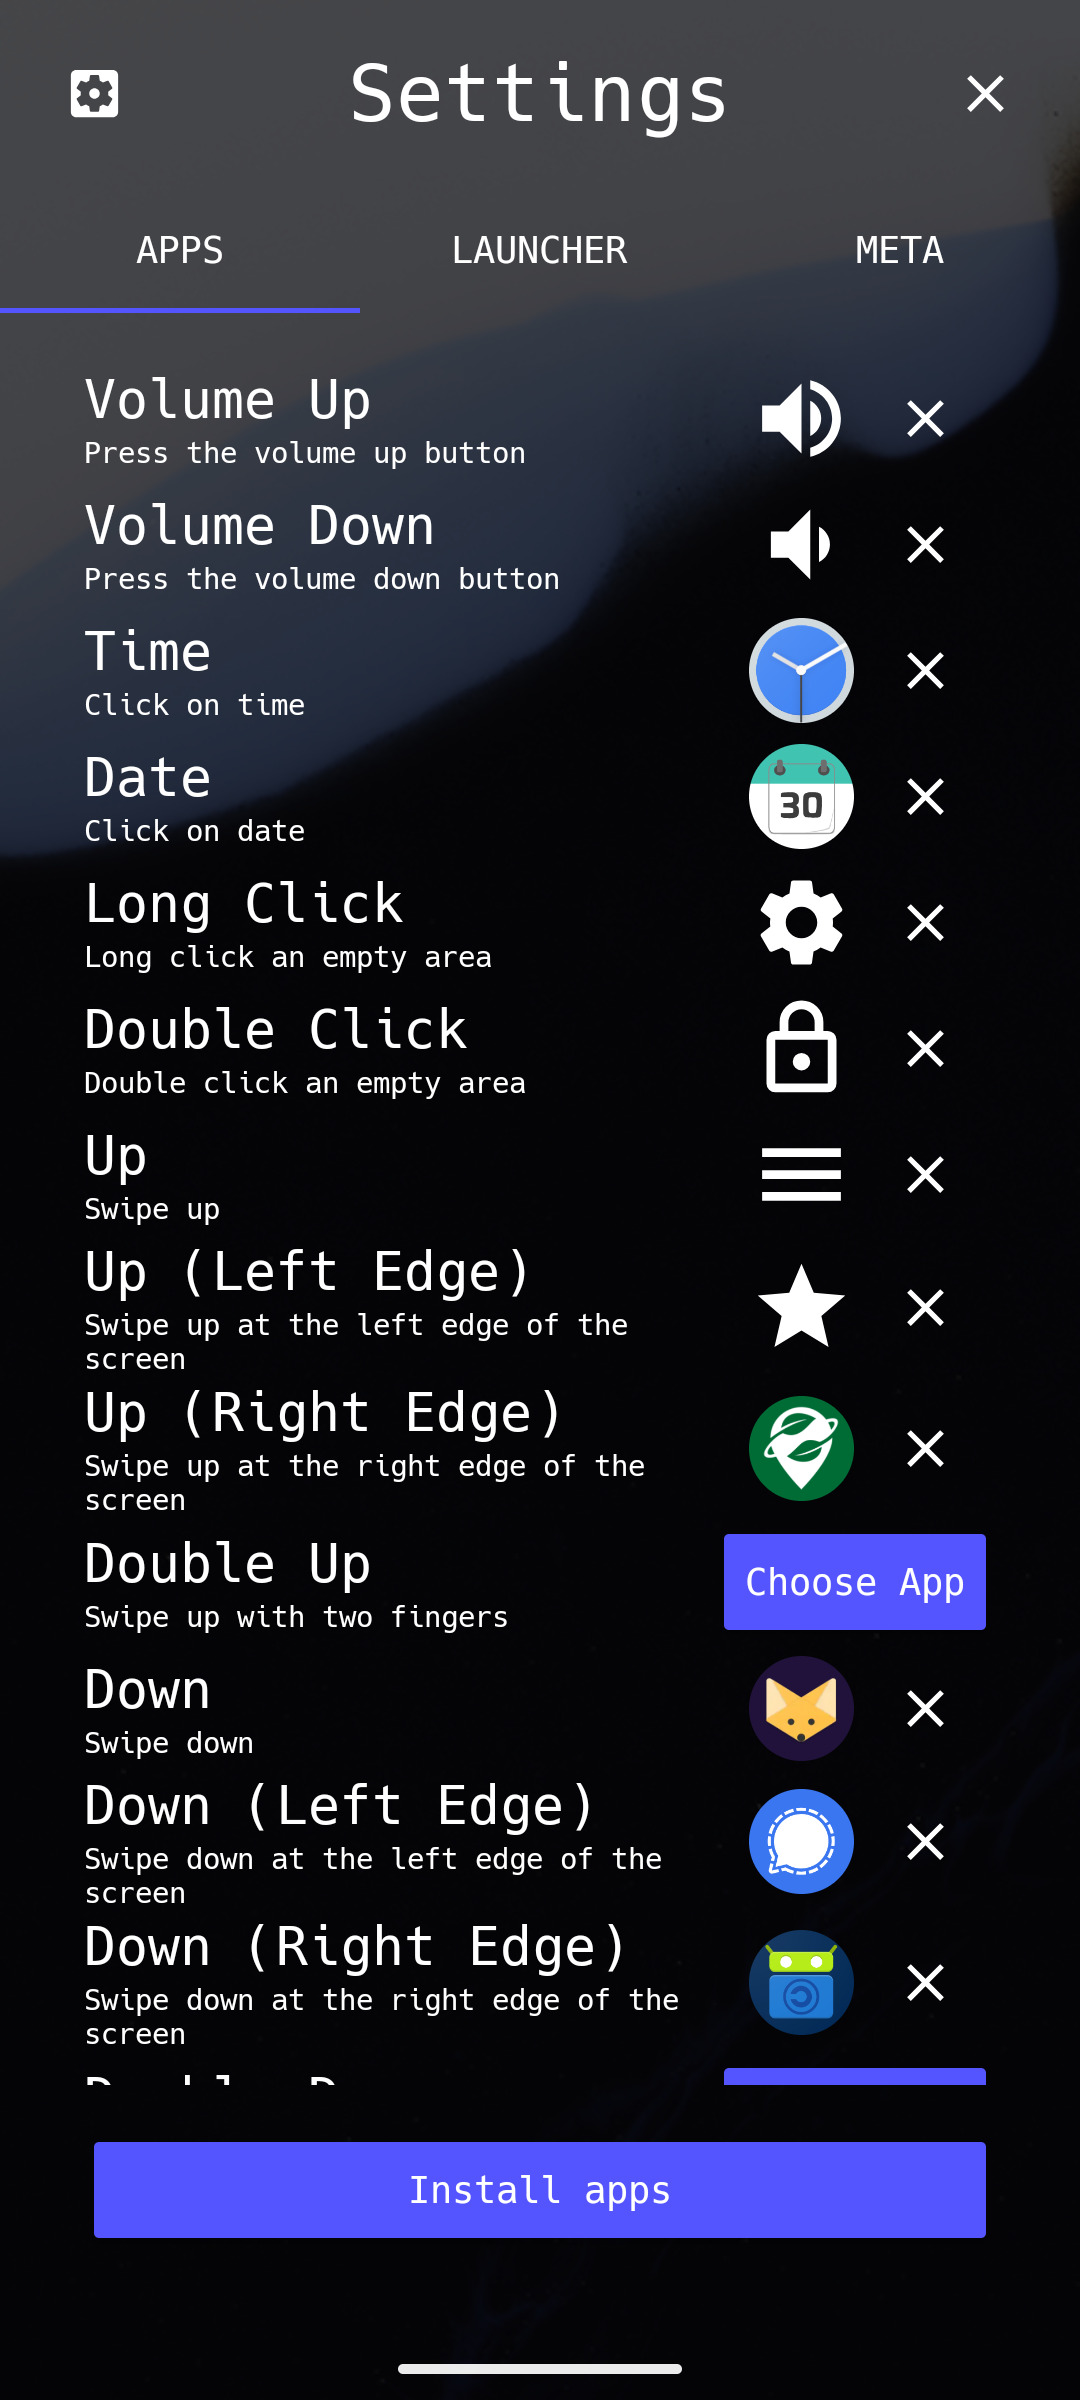 Settings
APPS
LAUNCHER
META
Volume Up
Press the volume up button
Volume Down
Press the volume down button
Time
Click on time
Date
Click on date
30
Long Click
Long click an empty area
Double Click
Double click an empty area
Up
Swipe up
Up (Left Edge)
Swipe up at the left edge of the
screen
Up (Right Edge)
Swipe up at the right edge of the
screen
Double Up
Swipe up with two fingers
Choose App
Down
Swipe down
Down (Left Edge)
Swipe down at the left edge of the
screen
Down (Right Edge)
Swipe down at the right edge of the
screen
Install apps